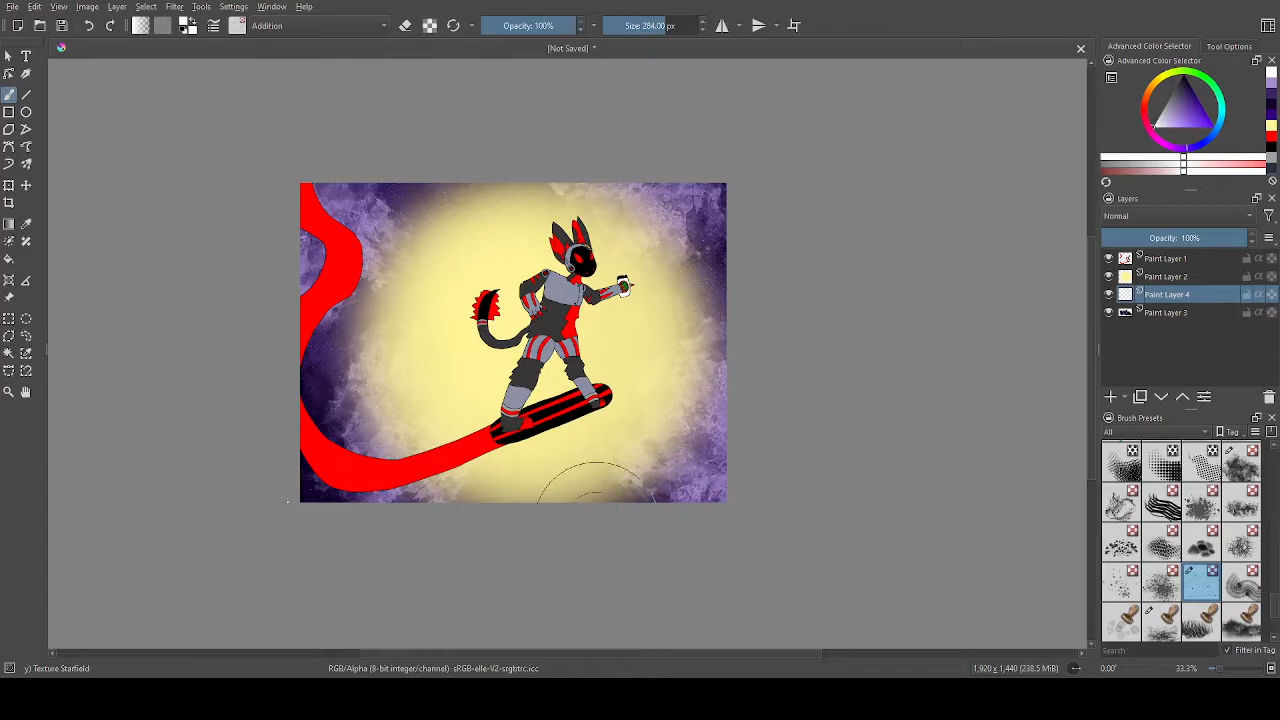 File Edit View Image Layer Select Filter Tools Settings Window Help
Addition Opacity: 100% Size: 284.00 px
[Not Saved] *
Advanced Color Selector Tool Options
Advanced Color Selector
Layers
Normal
Opacity: 100%
Paint Layer 1
Paint Layer 2
Paint Layer 4
Paint Layer 3
Brush Presets
All Tag
Search Filter in Tag
y) Texture Starfield RGB/Alpha (8-bit integer/channel) sRGB-elle-V2-srgbtrc.icc 1,920 x 1,440 (238.5 MiB) 0.00° 33.3%